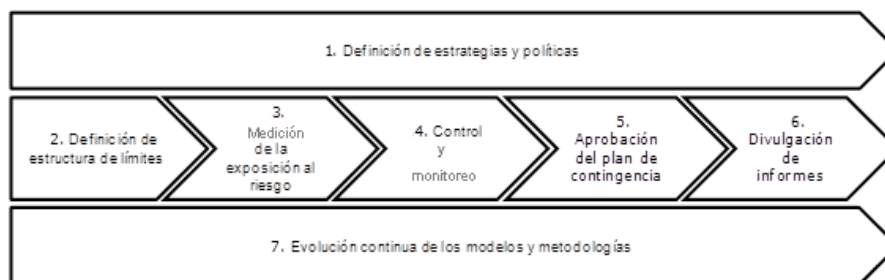 1. Definición de estrategias y políticas
2. Definición de
estructura de límites
3.
Medición
de la
exposición al
riesgo
4. Control
y
monitoreo
5.
Aprobación
del plan de
contingencia
6.
Divulgación
de
informes
7. Evolución continua de los modelos y metodologías